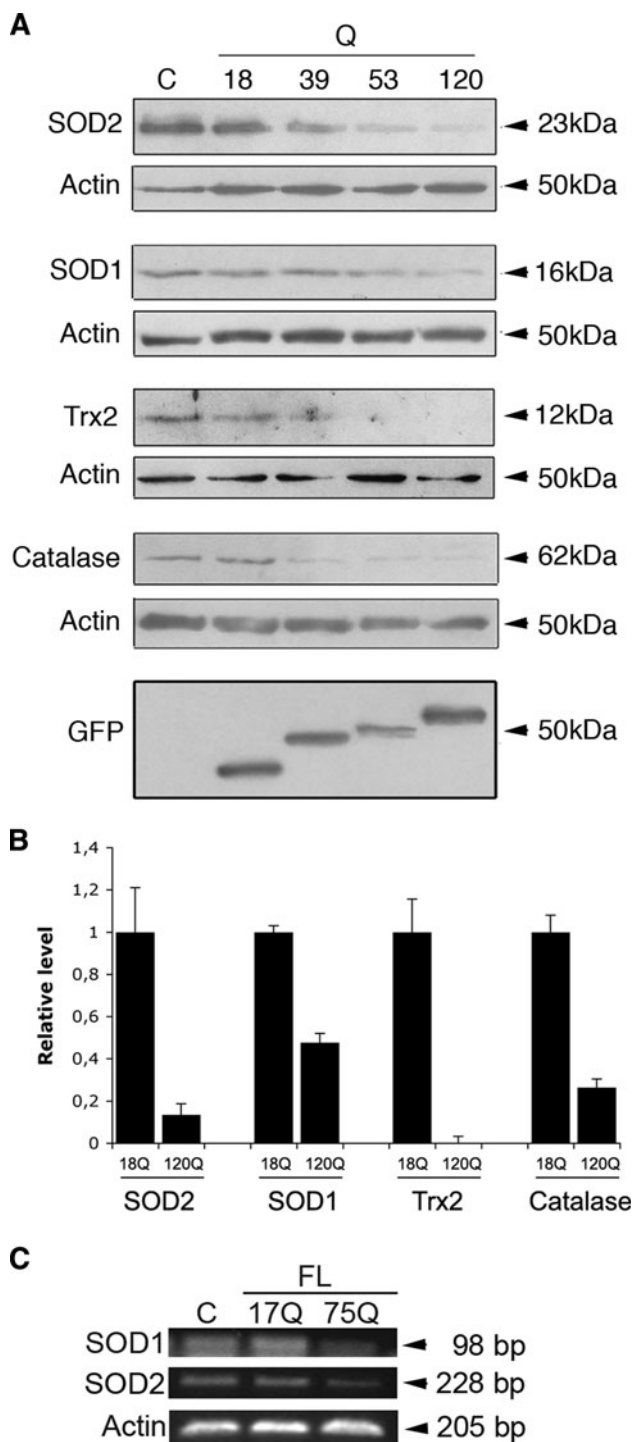 A
Q
C 18 39 53 120
SOD2 23kDa
Actin 50kDa
SOD1 16kDa
Actin 50kDa
Trx2 12kDa
Actin 50kDa
Catalase 62kDa
Actin 50kDa
GFP 50kDa
B
1,4
1,2
1
0,8
0,6
0,4
0,2
0
Relative level
18Q 120Q 18Q 120Q 18Q 120Q 18Q 120Q
SOD2 SOD1 Trx2 Catalase
C
FL
C 17Q 75Q
SOD1 98 bp
SOD2 228 bp
Actin 205 bp